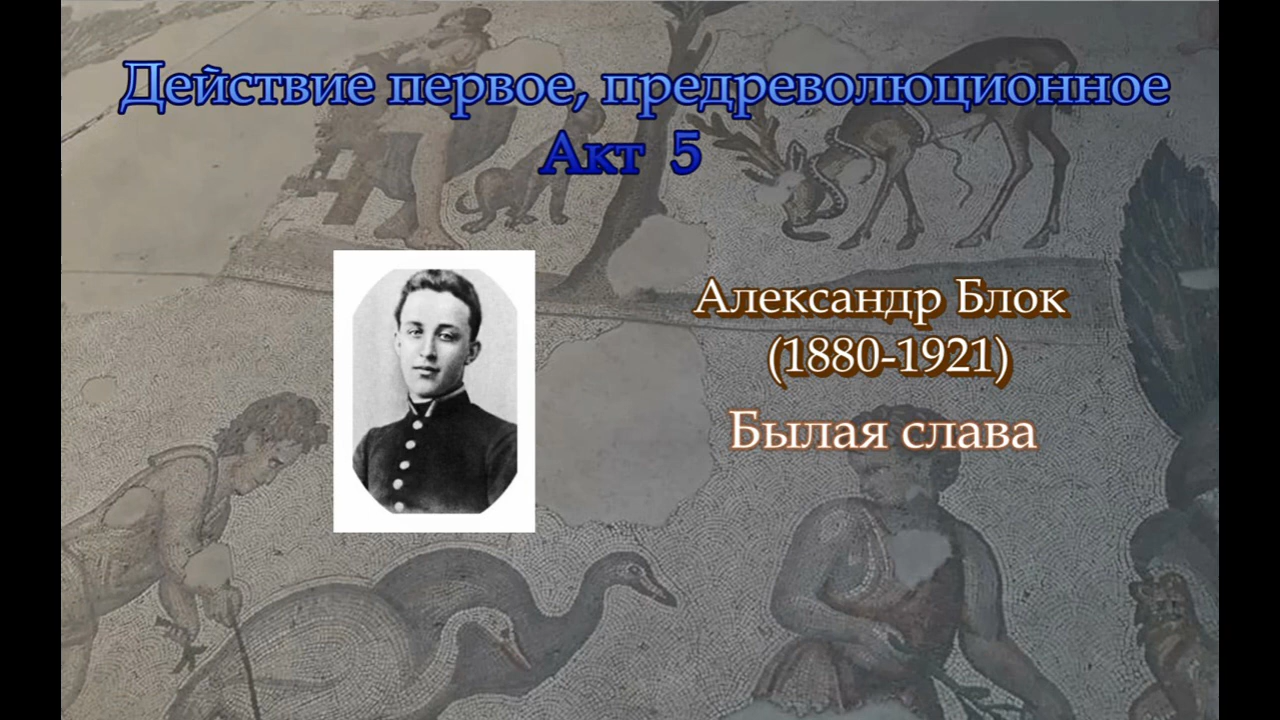 Действие первое, предреволюционное
Акт 5
Александр Блок
(1880-1921)
Былая слава